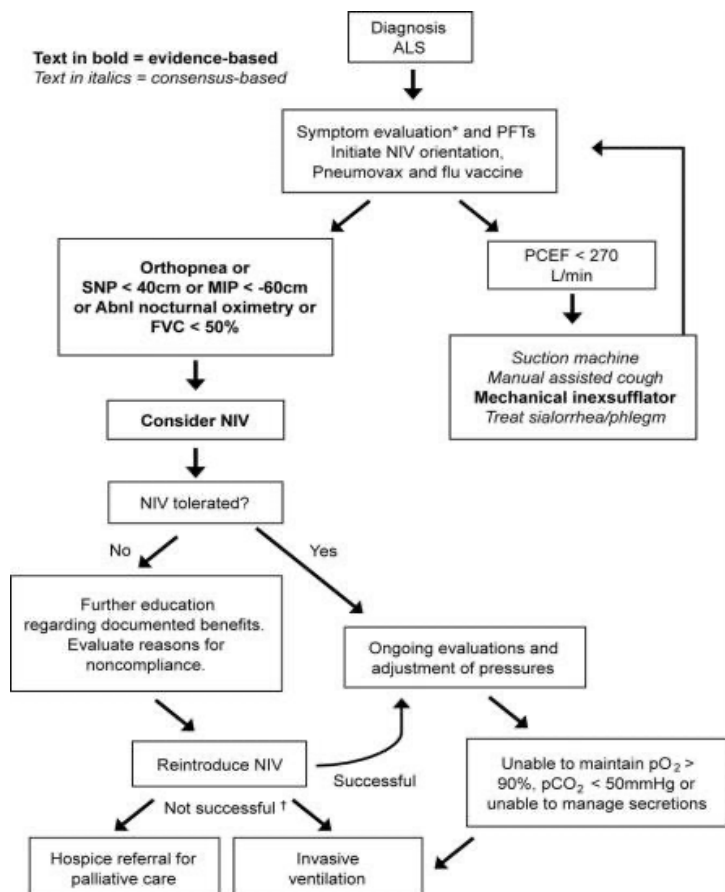 Diagnosis
ALS
Text in bold = evidence-based
Text in italics = consensus-based
Symptom evaluation* and PFTs
Initiate NIV orientation,
Pneumovax and flu vaccine
Orthopnea or
SNP < 40cm or MIP < -60cm
or Abnl nocturnal oximetry or
FVC < 50%
PCEF < 270
L/min
Suction machine
Manual assisted cough
Mechanical inexsufflator
Treat sialorrhea/phlegm
Consider NIV
NIV tolerated?
No
Yes
Further education
regarding documented benefits.
Evaluate reasons for
noncompliance.
Ongoing evaluations and
adjustment of pressures
Reintroduce NIV
Successful
Unable to maintain pO₂ >
90%, pCO₂ < 50mmHg or
unable to manage secretions
Not successful †
Hospice referral for
palliative care
Invasive
ventilation